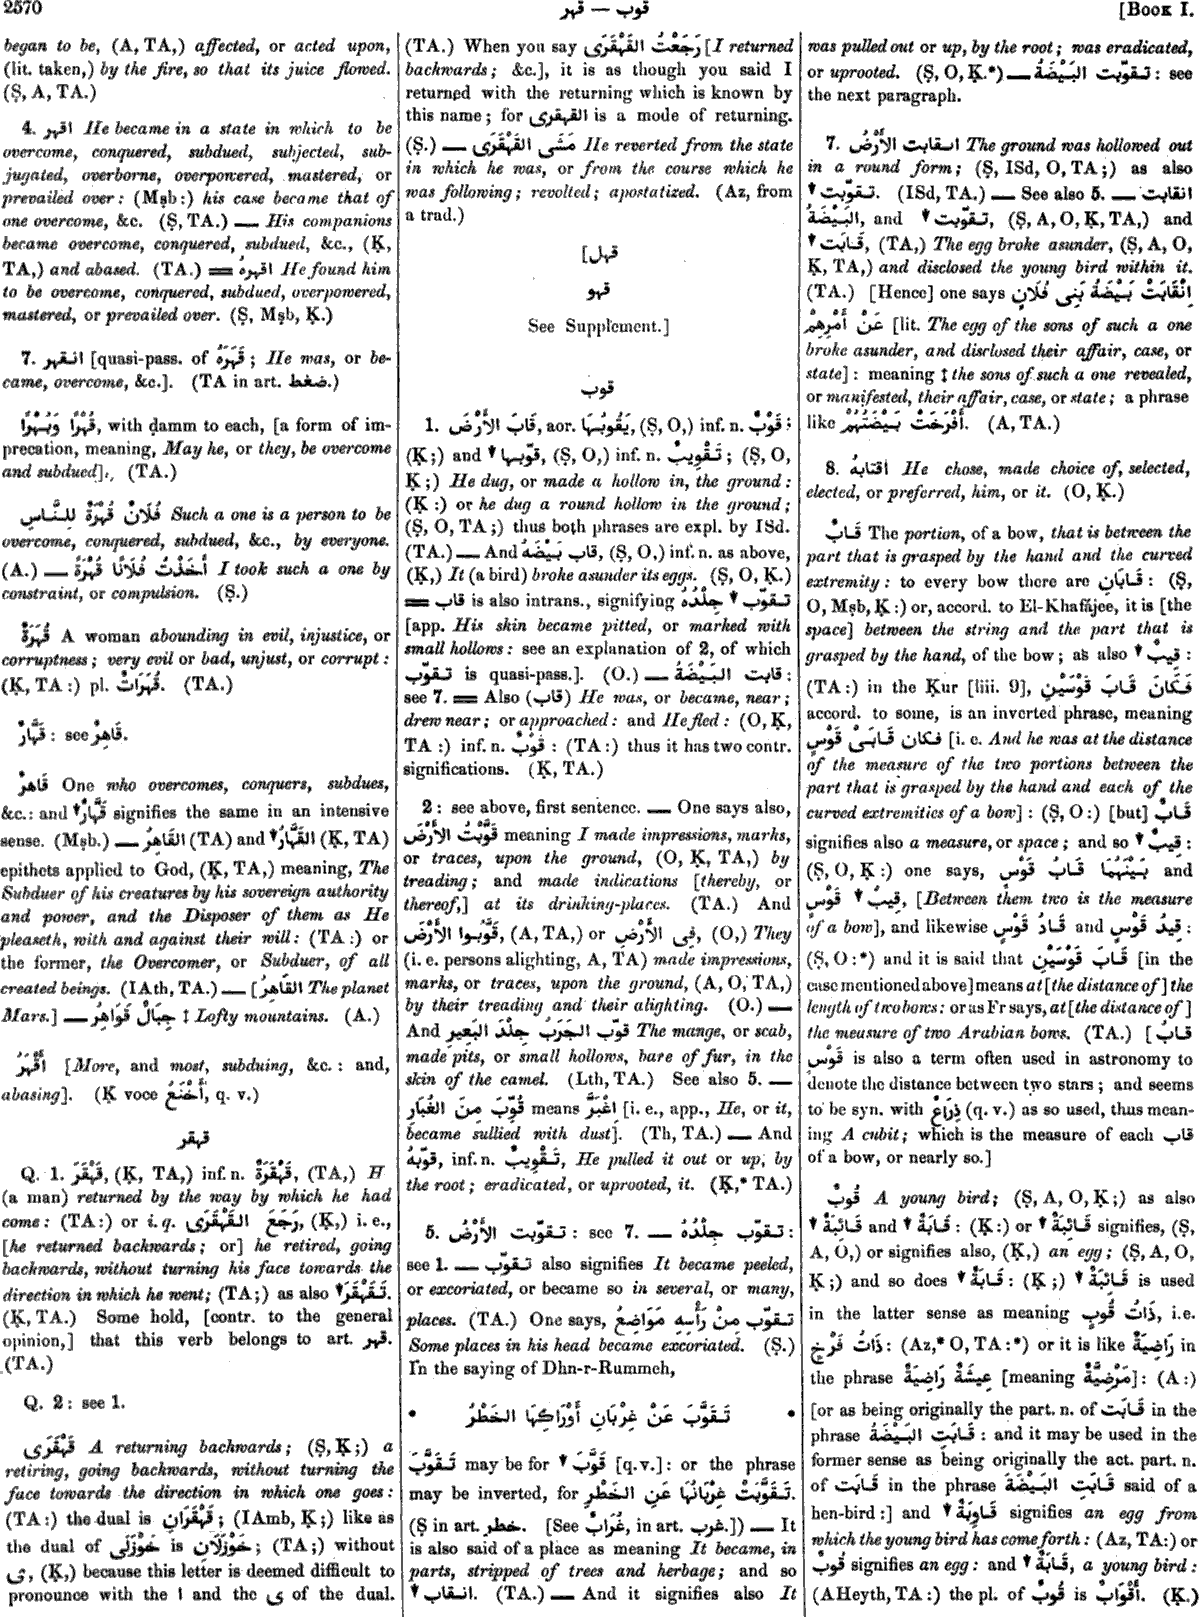 2570
قوب — قهر
[Book I.
began to be, (A, TA,) affected, or acted upon,
(lit. taken,) by the fire, so that its juice flowed.
(Ṣ, A, TA.)
4. اقهر He became in a state in which to be
overcome, conquered, subdued, subjected, sub-
jugated, overborne, overpowered, mastered, or
prevailed over: (Mṣb:) his case became that of
one overcome, &c. (Ṣ, TA.) — His companions
became overcome, conquered, subdued, &c., (Ḳ,
TA,) and abased. (TA.) = اقهرهُ He found him
to be overcome, conquered, subdued, overpowered,
mastered, or prevailed over. (Ṣ, Mṣb, Ḳ.)
7. انقهر [quasi-pass. of قَهَرَهُ; He was, or be-
came, overcome, &c.]. (TA in art. ضغط.)
قُهْرًا وَبُهْرًا, with ḍamm to each, [a form of im-
precation, meaning, May he, or they, be overcome
and subdued]. (TA.)
فُلَانٌ قُهْرَةٌ لِلنَّاسِ Such a one is a person to be
overcome, conquered, subdued, &c., by everyone.
(A.) — أَخَذْتُ فُلَانًا قُهْرَةً I took such a one by
constraint, or compulsion. (Ṣ.)
قُهَرَةٌ A woman abounding in evil, injustice, or
corruptness; very evil or bad, unjust, or corrupt:
(Ḳ, TA:) pl. قُهَرَاتٌ. (TA.)
قَهَّارٌ: see قَاهِرٌ.
قَاهِرٌ One who overcomes, conquers, subdues,
&c.: and ▼ قَهَّارٌ signifies the same in an intensive
sense. (Mṣb.) — القَاهِرُ (TA) and ▼ القَهَّارُ (Ḳ, TA)
epithets applied to God, (Ḳ, TA,) meaning, The
Subduer of his creatures by his sovereign authority
and power, and the Disposer of them as He
pleaseth, with and against their will: (TA:) or
the former, the Overcomer, or Subduer, of all
created beings. (IAth, TA.) — [القَاهِرُ The planet
Mars.] — جِبَالٌ قَوَاهِرُ ‡ Lofty mountains. (A.)
أَقْهَرُ [More, and most, subduing, &c.: and,
abasing]. (Ḳ voce أَخْنَعُ, q. v.)
قهقر
Q. 1. قَهْقَرَ, (Ḳ, TA,) inf. n. قَهْقَرَةٌ, (TA,) H
(a man) returned by the way by which he had
come: (TA:) or i. q. رَجَعَ القَهْقَرَى, (Ḳ,) i. e.,
[he returned backwards; or] he retired, going
backwards, without turning his face towards the
direction in which he went; (TA;) as also ▼ تَقَهْقَرَ.
(Ḳ, TA.) Some hold, [contr. to the general
opinion,] that this verb belongs to art. قهر.
(TA.)
Q. 2: see 1.
قَهْقَرَى A returning backwards; (Ṣ, Ḳ;) a
retiring, going backwards, without turning the
face towards the direction in which one goes:
(TA:) the dual is قَهْقَرَانِ; (IAmb, Ḳ;) like as
the dual of خَوْزَلَى is خَوْزَلَانِ; (TA;) without
ى, (Ḳ,) because this letter is deemed difficult to
pronounce with the ا and the ى of the dual.
(TA.) When you say رَجَعْتُ القَهْقَرَى [I returned
backwards; &c.], it is as though you said I
returned with the returning which is known by
this name; for القهقرى is a mode of returning.
(Ṣ.) — مَشَى القَهْقَرَى He reverted from the state
in which he was, or from the course which he
was following; revolted; apostatized. (Az, from
a trad.)
[قهل
قهو
See Supplement.]
قوب
1. قَابَ الأَرْضَ, aor. يَقُوبُهَا, (Ṣ, O,) inf. n. قَوْبٌ;
(Ḳ;) and ▼ قوّبها, (Ṣ, O,) inf. n. تَقْوِيبٌ; (Ṣ, O,
Ḳ;) He dug, or made a hollow in, the ground:
(Ḳ:) or he dug a round hollow in the ground;
(Ṣ, O, TA;) thus both phrases are expl. by ISd.
(TA.) — And قاب بَيْضَهُ, (Ṣ, O,) inf. n. as above,
(Ḳ,) It (a bird) broke asunder its eggs. (Ṣ, O, Ḳ.)
= قاب is also intrans., signifying ▼ تقوّب جِلْدُهُ
[app. His skin became pitted, or marked with
small hollows: see an explanation of 2, of which
تقوّب is quasi-pass.]. (O.) — قابت البَيْضَةُ:
see 7. = Also (قاب) He was, or became, near;
drew near; or approached: and He fled: (O, Ḳ,
TA:) inf. n. قَوْبٌ: (TA:) thus it has two contr.
significations. (Ḳ, TA.)
2: see above, first sentence. — One says also,
قَوَّبْتُ الأَرْضَ meaning I made impressions, marks,
or traces, upon the ground, (O, Ḳ, TA,) by
treading; and made indications [thereby, or
thereof,] at its drinking-places. (TA.) And
قَوَّبُوا الأَرْضَ, (A, TA,) or فِى الأَرْضِ, (O,) They
(i. e. persons alighting, A, TA) made impressions,
marks, or traces, upon the ground, (A, O, TA,)
by their treading and their alighting. (O.) —
And قوّب الجَرَبُ جِلْدَ البَعِيرِ The mange, or scab,
made pits, or small hollows, bare of fur, in the
skin of the camel. (Lth, TA.) See also 5. —
قُوِّبَ مِنَ الغُبَارِ means اغْبَرَّ [i. e., app., He, or it,
became sullied with dust]. (Th, TA.) — And
قوّبهُ, inf. n. تَقْوِيبٌ, He pulled it out or up, by
the root; eradicated, or uprooted, it. (Ḳ,* TA.)
5. تقوّبت الأَرْضُ: see 7. — تقوّب جِلْدُهُ:
see 1. — تقوّب also signifies It became peeled,
or excoriated, or became so in several, or many,
places. (TA.) One says, تقوّب مِنْ رَأْسِهِ مَوَاضِعُ
Some places in his head became excoriated. (Ṣ.)
In the saying of Dhu-r-Rummeh,
• تَقَوَّبَ عَنْ غِرْبَانِ أَوْرَاكِهَا الخَطْرُ •
تَقَوَّبَ may be for ▼ قَوَّبَ [q. v.]: or the phrase
may be inverted, for تَقَوَّبَتْ غِرْبَانُهَا عَنِ الخَطْرِ.
(Ṣ in art. خطر. [See غُرَابٌ, in art. غرب.]) — It
is also said of a place as meaning It became, in
parts, stripped of trees and herbage; and so
▼ انقاب. (TA.) — And it signifies also It
was pulled out or up, by the root; was eradicated,
or uprooted. (Ṣ, O, Ḳ.*) — تقوّبت البَيْضَةُ: see
the next paragraph.
7. انقابت الأَرْضُ The ground was hollowed out
in a round form; (Ṣ, ISd, O, TA;) as also
▼ تقوّبت. (ISd, TA.) — See also 5. — انقابت
البَيْضَةُ, and ▼ تقوّبت, (Ṣ, A, O, Ḳ, TA,) and
▼ قَابَت, (TA,) The egg broke asunder, (Ṣ, A, O,
Ḳ, TA,) and disclosed the young bird within it.
(TA.) [Hence] one says اِنْقَابَتْ بَيْضَةُ بَنِى فُلَانٍ
عَنْ أَمْرِهِمْ [lit. The egg of the sons of such a one
broke asunder, and disclosed their affair, case, or
state]: meaning ‡ the sons of such a one revealed,
or manifested, their affair, case, or state; a phrase
like أَفْرَخَتْ بَيْضَتُهُمْ. (A, TA.)
8. اقتابهُ He chose, made choice of, selected,
elected, or preferred, him, or it. (O, Ḳ.)
قَابٌ The portion, of a bow, that is between the
part that is grasped by the hand and the curved
extremity: to every bow there are قَابَانِ: (Ṣ,
O, Mṣb, Ḳ:) or, accord. to El-Khafájee, it is [the
space] between the string and the part that is
grasped by the hand, of the bow; as also ▼ قِيبٌ:
(TA:) in the Ḳur [liii. 9], فَكَانَ قَابَ قَوْسَيْنِ
accord. to some, is an inverted phrase, meaning
فكان قَابَىْ قَوْسٍ [i. e. And he was at the distance
of the measure of the two portions between the
part that is grasped by the hand and each of the
curved extremities of a bow]: (Ṣ, O:) [but] قَابٌ
signifies also a measure, or space; and so ▼ قِيبٌ:
(Ṣ, O, Ḳ:) one says, بَيْنَهُمَا قَابُ قَوْسٍ and
▼ قِيبُ قَوْسٍ, [Between them two is the measure
of a bow], and likewise قَادُ قَوْسٍ and قِيدُ قَوْسٍ:
(Ṣ, O:*) and it is said that قَابَ قَوْسَيْنِ [in the
case mentioned above] means at [the distance of] the
length of two bows: or as Fr says, at [the distance of]
the measure of two Arabian bows. (TA.) [قَابُ
قَوْسٍ is also a term often used in astronomy to
denote the distance between two stars; and seems
to be syn. with ذِرَاعٌ (q. v.) as so used, thus mean-
ing A cubit; which is the measure of each قاب
of a bow, or nearly so.]
قُوبٌ A young bird; (Ṣ, A, O, Ḳ;) as also
▼ قَائِبَةٌ and ▼ قَابَةٌ: (Ḳ:) or ▼ قَائِبَةٌ signifies, (Ṣ,
A, O,) or signifies also, (Ḳ,) an egg; (Ṣ, A, O,
Ḳ;) and so does ▼ قَابَةٌ: (Ḳ;) ▼ قَائِبَةٌ is used
in the latter sense as meaning ذَاتُ قُوبٍ, i.e.
ذَاتُ فَرْخٍ: (Az,* O, TA:*) or it is like رَاضِيَةٌ in
the phrase عِيشَةٌ رَاضِيَةٌ [meaning مَرْضِيَّةٌ]: (A:)
[or as being originally the part. n. of قَابَت in the
phrase قَابَتِ البَيْضَةُ: and it may be used in the
former sense as being originally the act. part. n.
of قَابَت in the phrase قَابَتِ البَيْضَةَ said of a
hen-bird:] and ▼ قَاوِبَةٌ signifies an egg from
which the young bird has come forth: (Az, TA:) or
قُوبٌ signifies an egg: and ▼ قَابَةٌ, a young bird:
(AHeyth, TA:) the pl. of قُوبٌ is أَقْوَابٌ. (Ḳ.)